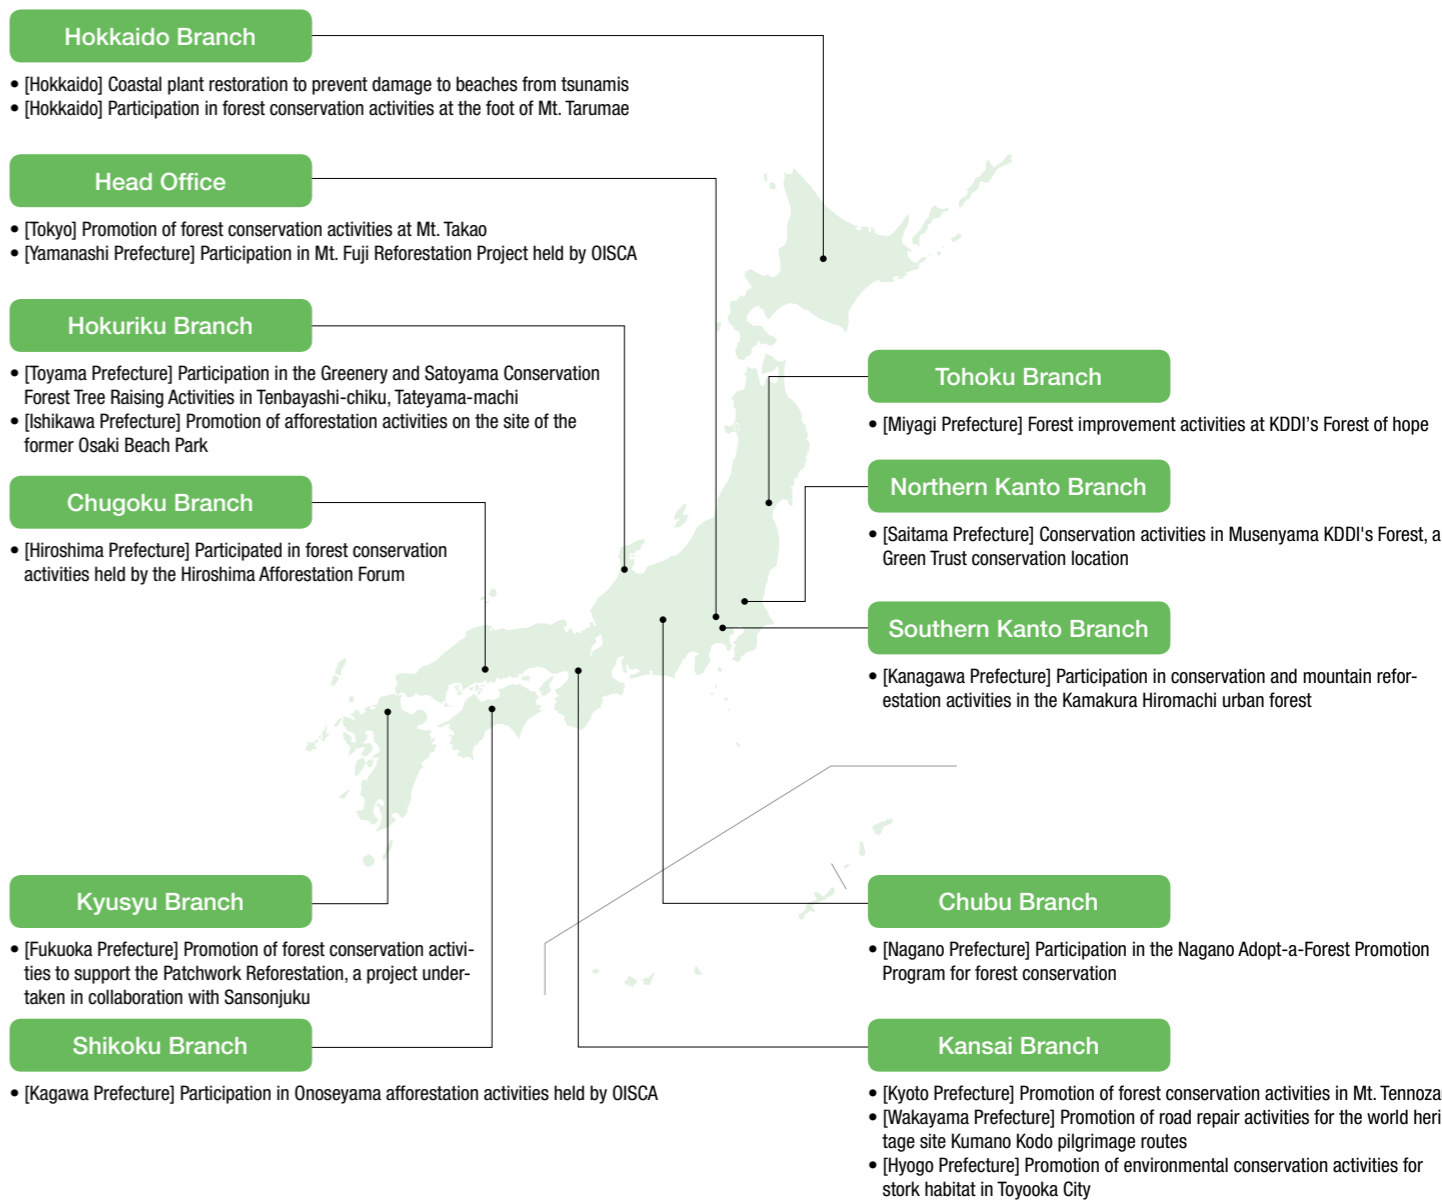 Hokkaido Branch
• [Hokkaido] Coastal plant restoration to prevent damage to beaches from tsunamis
• [Hokkaido] Participation in forest conservation activities at the foot of Mt. Tarumae
Head Office
• [Tokyo] Promotion of forest conservation activities at Mt. Takao
• [Yamanashi Prefecture] Participation in Mt. Fuji Reforestation Project held by OISCA
Hokuriku Branch
• [Toyama Prefecture] Participation in the Greenery and Satoyama Conservation
Forest Tree Raising Activities in Tenbayashi-chiku, Tateyama-machi
• [Ishikawa Prefecture] Promotion of afforestation activities on the site of the
former Osaki Beach Park
Chugoku Branch
• [Hiroshima Prefecture] Participated in forest conservation
activities held by the Hiroshima Afforestation Forum
Tohoku Branch
• [Miyagi Prefecture] Forest improvement activities at KDDI’s Forest of hope
Northern Kanto Branch
• [Saitama Prefecture] Conservation activities in Musenyama KDDI's Forest, a
Green Trust conservation location
Southern Kanto Branch
• [Kanagawa Prefecture] Participation in conservation and mountain refor-
estation activities in the Kamakura Hiromachi urban forest
Kyusyu Branch
• [Fukuoka Prefecture] Promotion of forest conservation activi-
ties to support the Patchwork Reforestation, a project under-
taken in collaboration with Sansonjuku
Shikoku Branch
• [Kagawa Prefecture] Participation in Onoseyama afforestation activities held by OISCA
Chubu Branch
• [Nagano Prefecture] Participation in the Nagano Adopt-a-Forest Promotion
Program for forest conservation
Kansai Branch
• [Kyoto Prefecture] Promotion of forest conservation activities in Mt. Tennoza
• [Wakayama Prefecture] Promotion of road repair activities for the world heri
tage site Kumano Kodo pilgrimage routes
• [Hyogo Prefecture] Promotion of environmental conservation activities for
stork habitat in Toyooka City